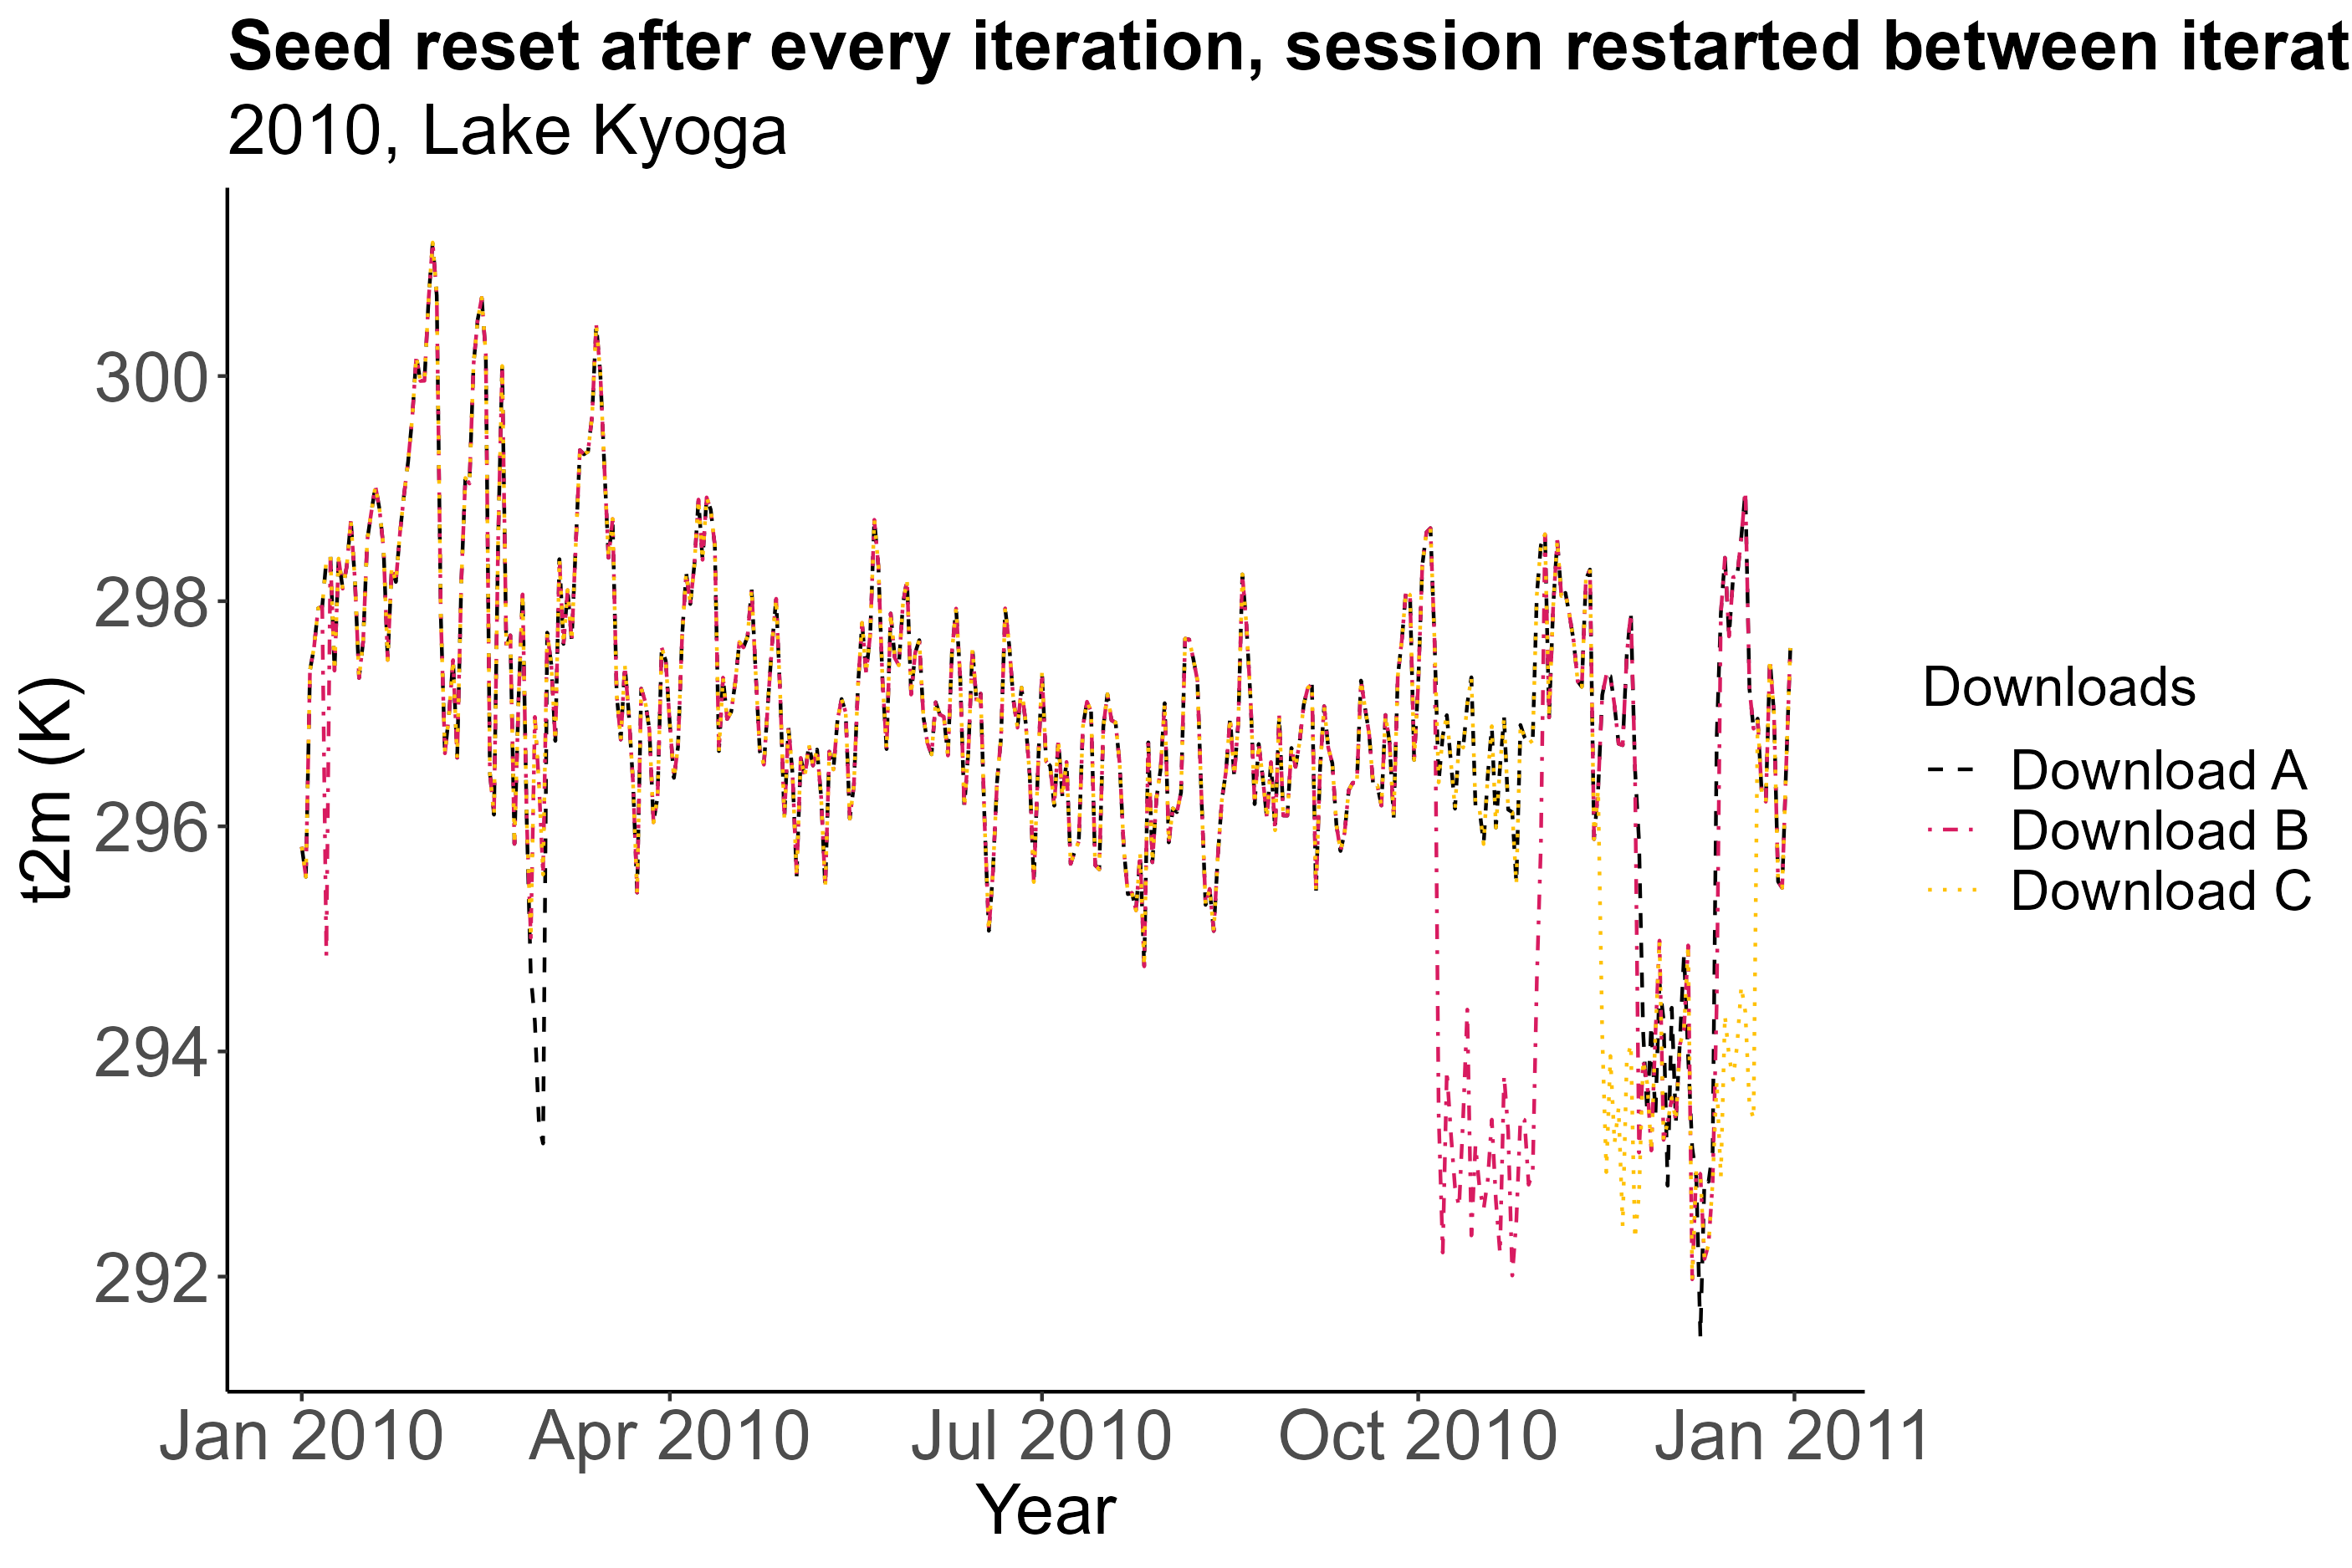 Seed reset after every iteration, session restarted between iterat
2010, Lake Kyoga
t2m (K)
300
298
296
294
292
Jan 2010
Apr 2010
Jul 2010
Oct 2010
Jan 2011
Year
Downloads
Download A
Download B
Download C